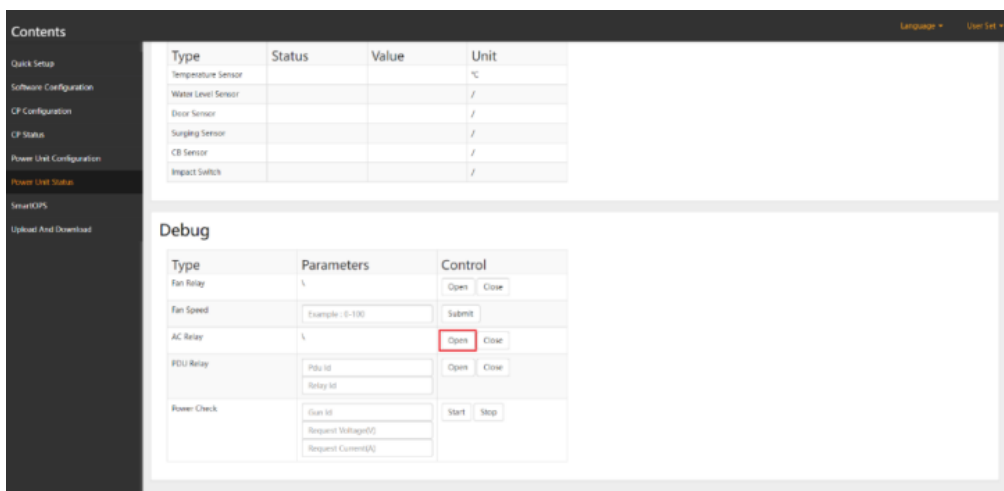 Contents
Language
User Set
Quick Setup
Software Configuration
CP Configuration
CP Status
Power Unit Configuration
Power Unit Status
SmartOPS
Upload And Download
Type Status Value Unit
Temperature Sensor °C
Water Level Sensor /
Door Sensor /
Surging Sensor /
CB Sensor /
Impact Switch /
Debug
Type Parameters Control
Fan Relay \ Open Close
Fan Speed Example : 0-100 Submit
AC Relay \ Open Close
PDU Relay Pdu Id Open Close
Relay Id
Power Check Gun Id Start Stop
Request Voltage(V)
Request Current(A)